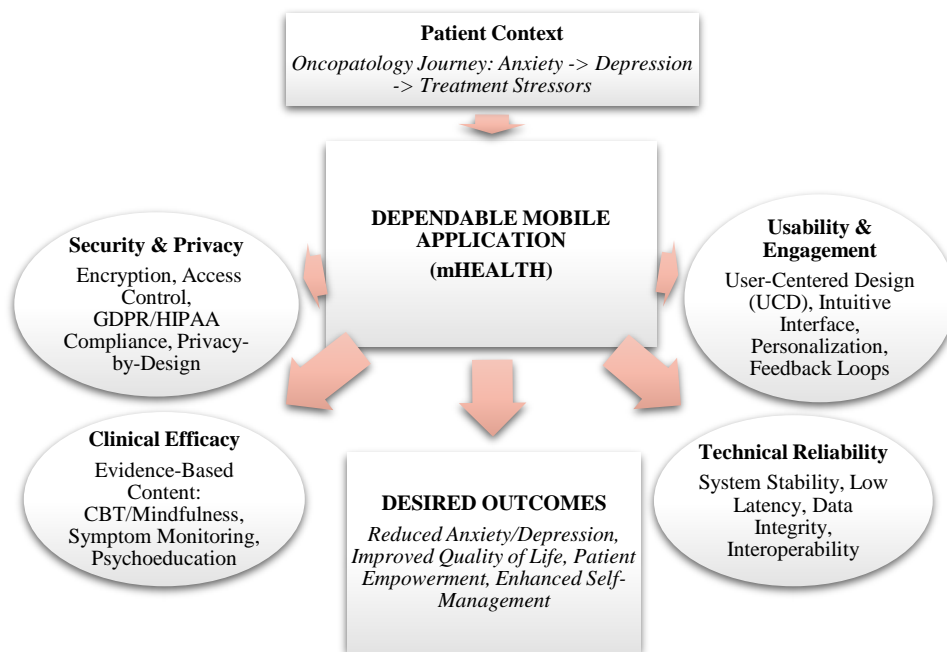 Patient Context
Oncopatology Journey: Anxiety -> Depression
-> Treatment Stressors
DEPENDABLE MOBILE
APPLICATION
(mHEALTH)
Security & Privacy
Encryption, Access
Control,
GDPR/HIPAA
Compliance, Privacy-
by-Design
Usability &
Engagement
User-Centered Design
(UCD), Intuitive
Interface,
Personalization,
Feedback Loops
Clinical Efficacy
Evidence-Based
Content:
CBT/Mindfulness,
Symptom Monitoring,
Psychoeducation
DESIRED OUTCOMES
Reduced Anxiety/Depression,
Improved Quality of Life, Patient
Empowerment, Enhanced Self-
Management
Technical Reliability
System Stability, Low
Latency, Data
Integrity,
Interoperability